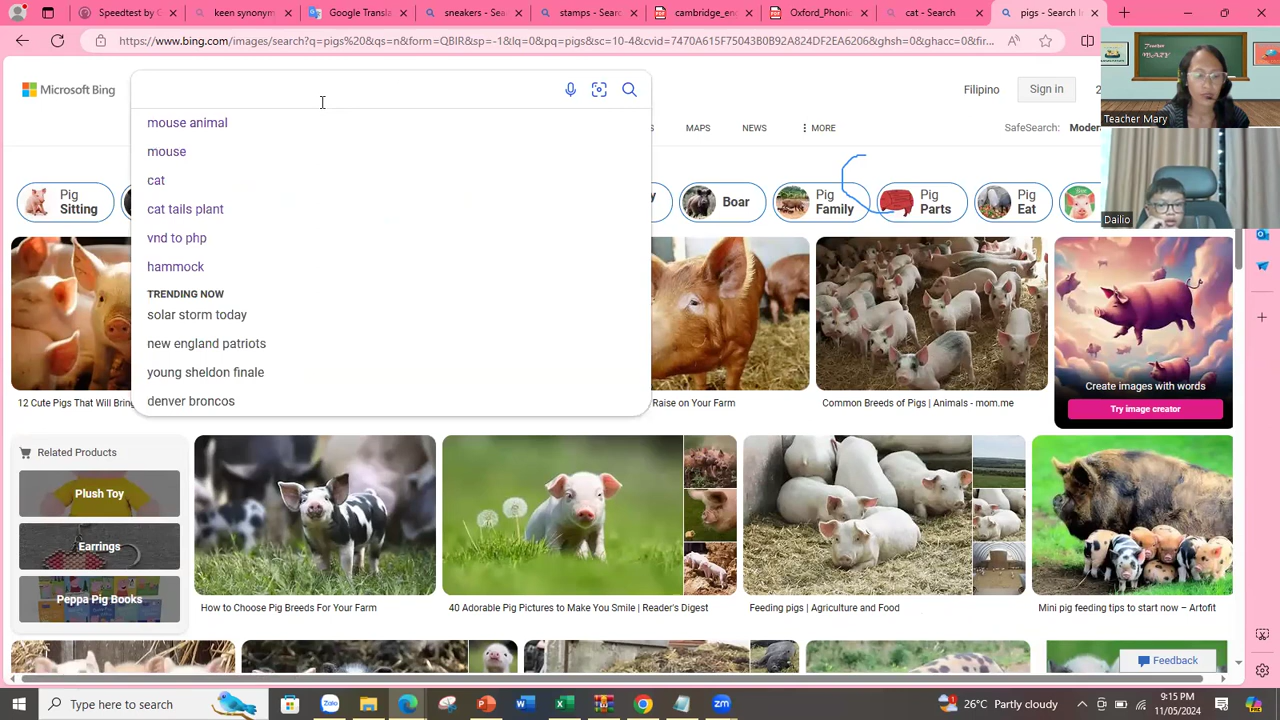 Speedtest by C
keen synonym
Google Transla
sneakers - Sea
stamps - Searc
cambridge_eng
Oxford_Phonic
cat - Search
pigs - Search In
https://www.bing.com/images/search?q=pigs%20&qs=n&form=QBIR&sp=-1&lq=0&pq=pigs&sc=10-4&cvid=7470A615F75043B0B92A824DF2EA6206&ghsh=0&ghacc=0&fir...
Microsoft Bing
Filipino
Sign in
mouse animal
mouse
cat
cat tails plant
vnd to php
hammock
TRENDING NOW
solar storm today
new england patriots
young sheldon finale
denver broncos
MAPS
NEWS
MORE
SafeSearch: Moder
Teacher Mary
Dailio
Pig Sitting
Boar
Pig Family
Pig Parts
Pig Eat
12 Cute Pigs That Will Bring
Raise on Your Farm
Common Breeds of Pigs | Animals - mom.me
Create images with words
Try image creator
Related Products
Plush Toy
Earrings
Peppa Pig Books
How to Choose Pig Breeds For Your Farm
40 Adorable Pig Pictures to Make You Smile | Reader's Digest
Feeding pigs | Agriculture and Food
Mini pig feeding tips to start now – Artofit
Feedback
Type here to search
Zalo
zm
26°C Partly cloudy
9:15 PM
11/05/2024